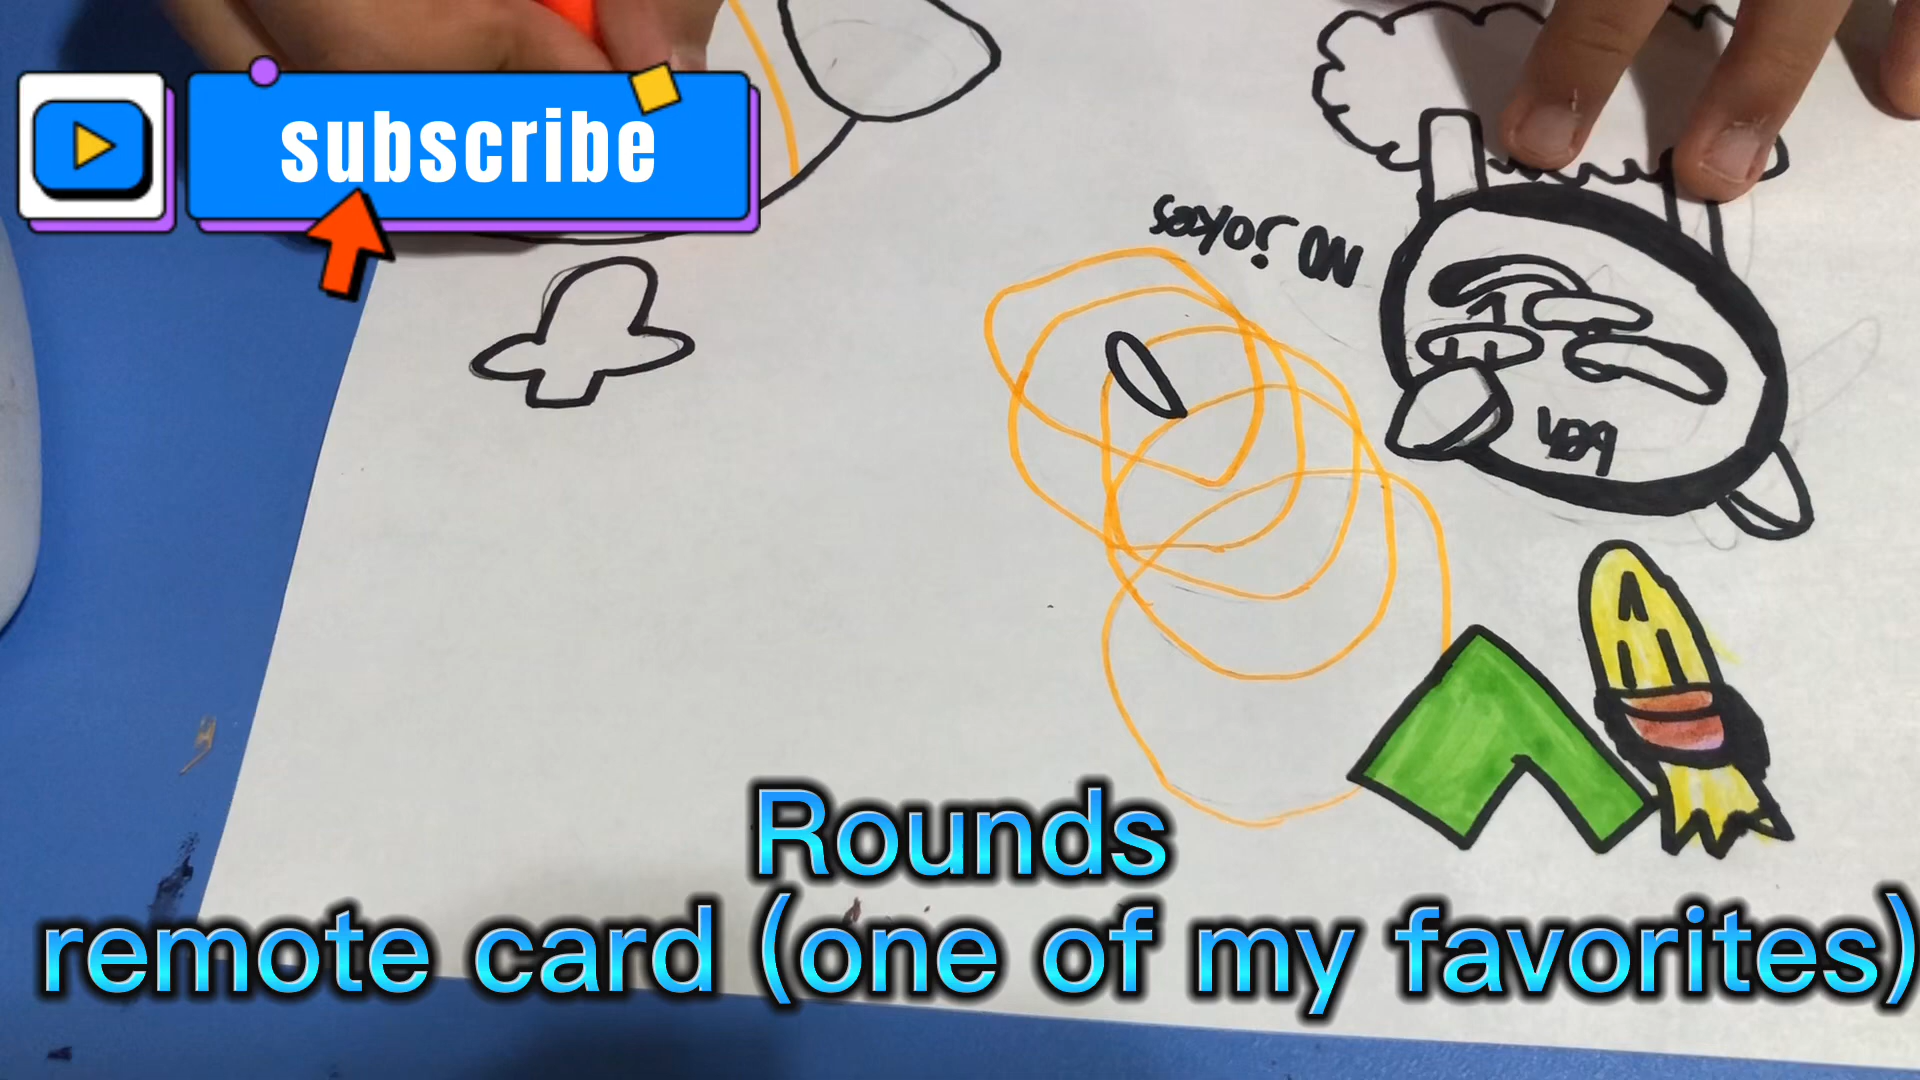 subscribe
NO Jokes
Rounds
remote card (one of my favorites)